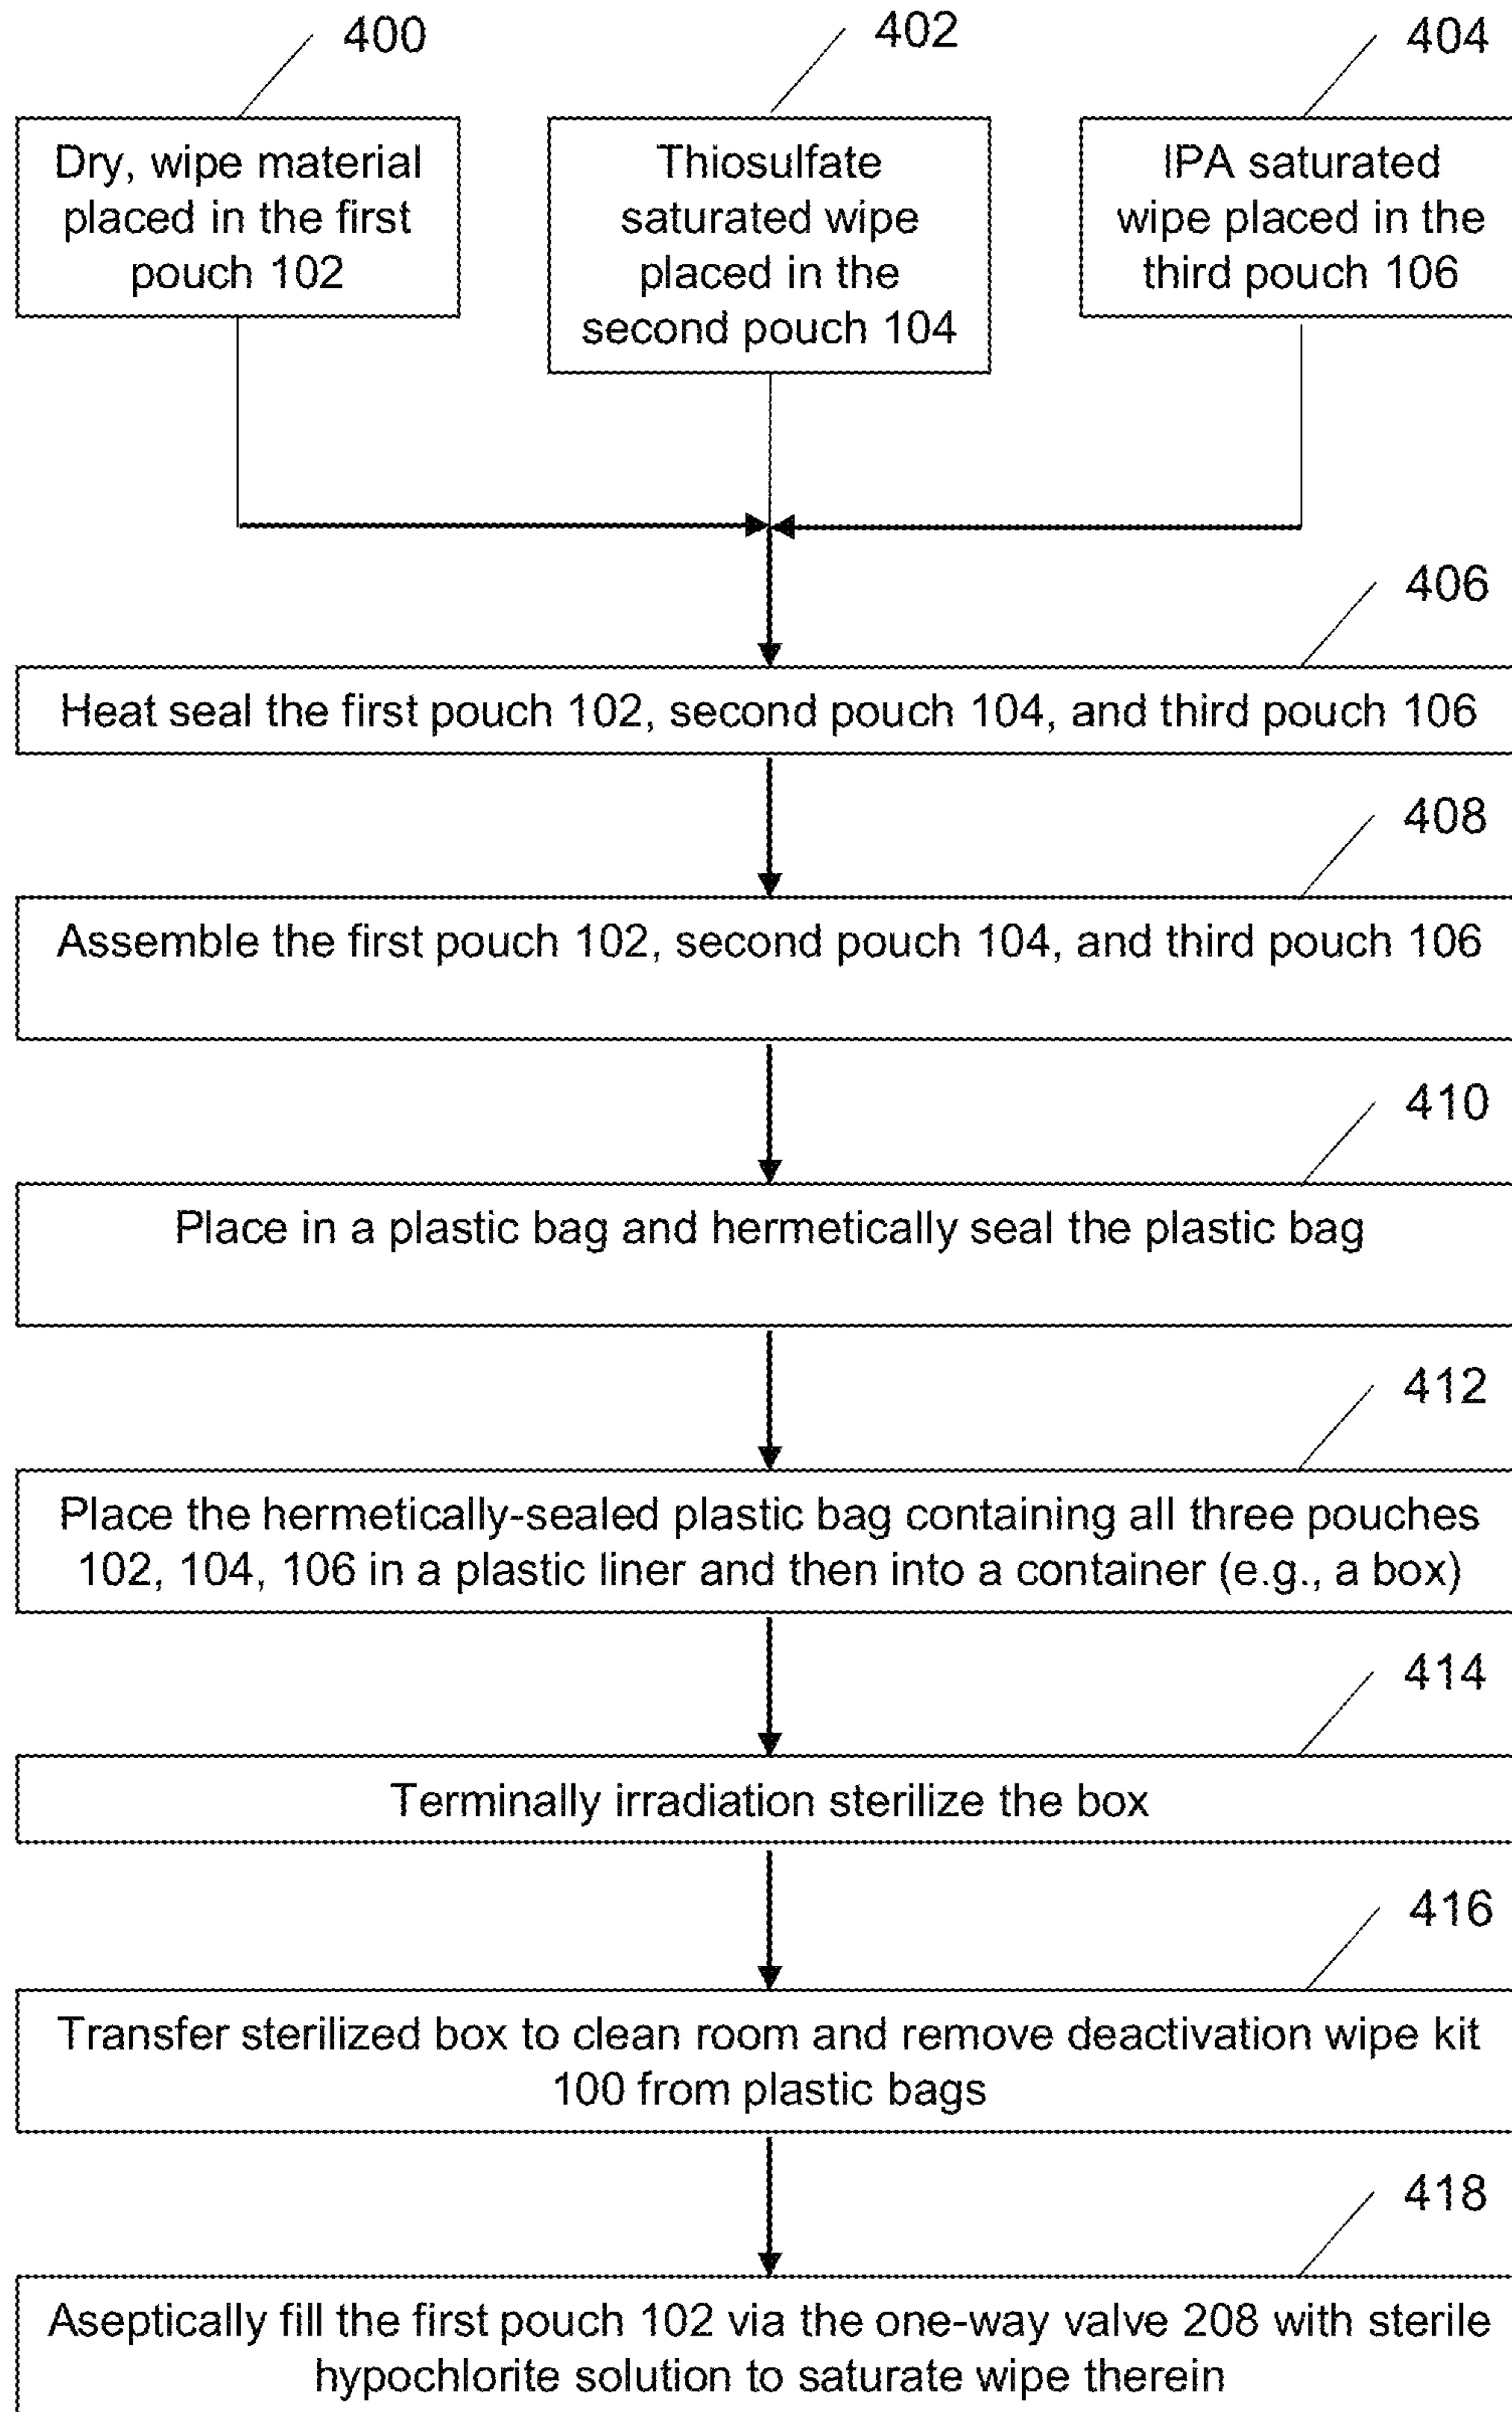 400
402
404
Dry, wipe material
placed in the first
pouch 102
Thiosulfate
saturated wipe
placed in the
second pouch 104
IPA saturated
wipe placed in the
third pouch 106
406
Heat seal the first pouch 102, second pouch 104, and third pouch 106
408
Assemble the first pouch 102, second pouch 104, and third pouch 106
410
Place in a plastic bag and hermetically seal the plastic bag
412
Place the hermetically-sealed plastic bag containing all three pouches
102, 104, 106 in a plastic liner and then into a container (e.g., a box)
414
Terminally irradiation sterilize the box
416
Transfer sterilized box to clean room and remove deactivation wipe kit
100 from plastic bags
418
Aseptically fill the first pouch 102 via the one-way valve 208 with sterile
hypochlorite solution to saturate wipe therein